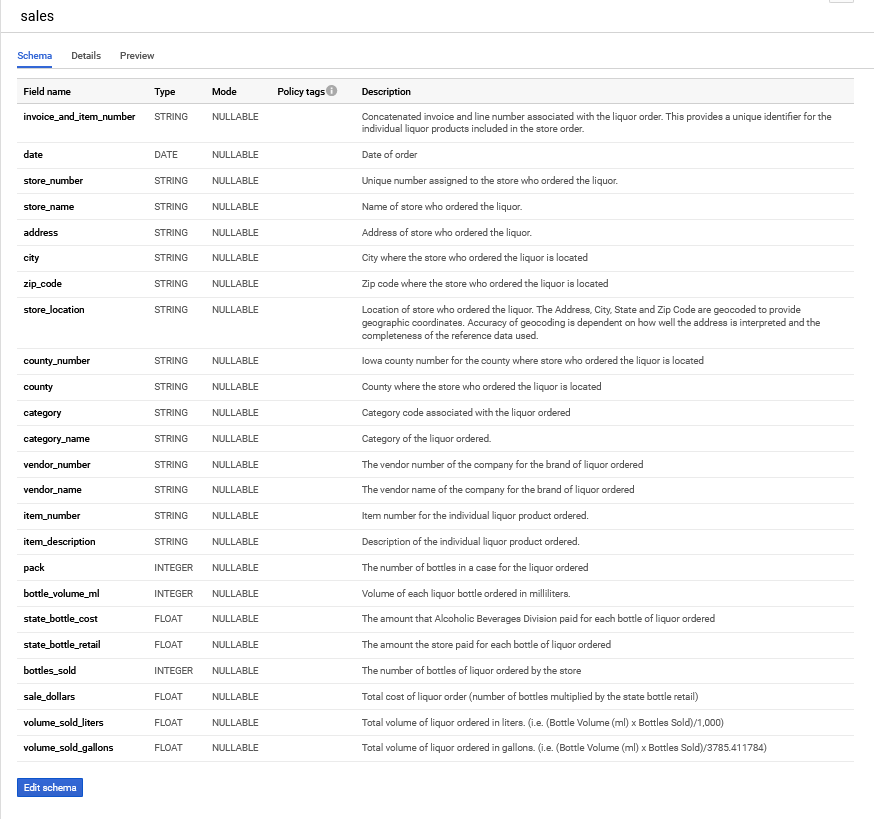 sales
Schema Details Preview
Field name Type Mode Policy tags Description
invoice_and_item_number STRING NULLABLE Concatenated invoice and line number associated with the liquor order. This provides a unique identifier for the
individual liquor products included in the store order.
date DATE NULLABLE Date of order
store_number STRING NULLABLE Unique number assigned to the store who ordered the liquor.
store_name STRING NULLABLE Name of store who ordered the liquor.
address STRING NULLABLE Address of store who ordered the liquor.
city STRING NULLABLE City where the store who ordered the liquor is located
zip_code STRING NULLABLE Zip code where the store who ordered the liquor is located
store_location STRING NULLABLE Location of store who ordered the liquor. The Address, City, State and Zip Code are geocoded to provide
geographic coordinates. Accuracy of geocoding is dependent on how well the address is interpreted and the
completeness of the reference data used.
county_number STRING NULLABLE Iowa county number for the county where store who ordered the liquor is located
county STRING NULLABLE County where the store who ordered the liquor is located
category STRING NULLABLE Category code associated with the liquor ordered
category_name STRING NULLABLE Category of the liquor ordered.
vendor_number STRING NULLABLE The vendor number of the company for the brand of liquor ordered
vendor_name STRING NULLABLE The vendor name of the company for the brand of liquor ordered
item_number STRING NULLABLE Item number for the individual liquor product ordered.
item_description STRING NULLABLE Description of the individual liquor product ordered.
pack INTEGER NULLABLE The number of bottles in a case for the liquor ordered
bottle_volume_ml INTEGER NULLABLE Volume of each liquor bottle ordered in milliliters.
state_bottle_cost FLOAT NULLABLE The amount that Alcoholic Beverages Division paid for each bottle of liquor ordered
state_bottle_retail FLOAT NULLABLE The amount the store paid for each bottle of liquor ordered
bottles_sold INTEGER NULLABLE The number of bottles of liquor ordered by the store
sale_dollars FLOAT NULLABLE Total cost of liquor order (number of bottles multiplied by the state bottle retail)
volume_sold_liters FLOAT NULLABLE Total volume of liquor ordered in liters. (i.e. (Bottle Volume (ml) x Bottles Sold)/1,000)
volume_sold_gallons FLOAT NULLABLE Total volume of liquor ordered in gallons. (i.e. (Bottle Volume (ml) x Bottles Sold)/3785.411784)
Edit schema